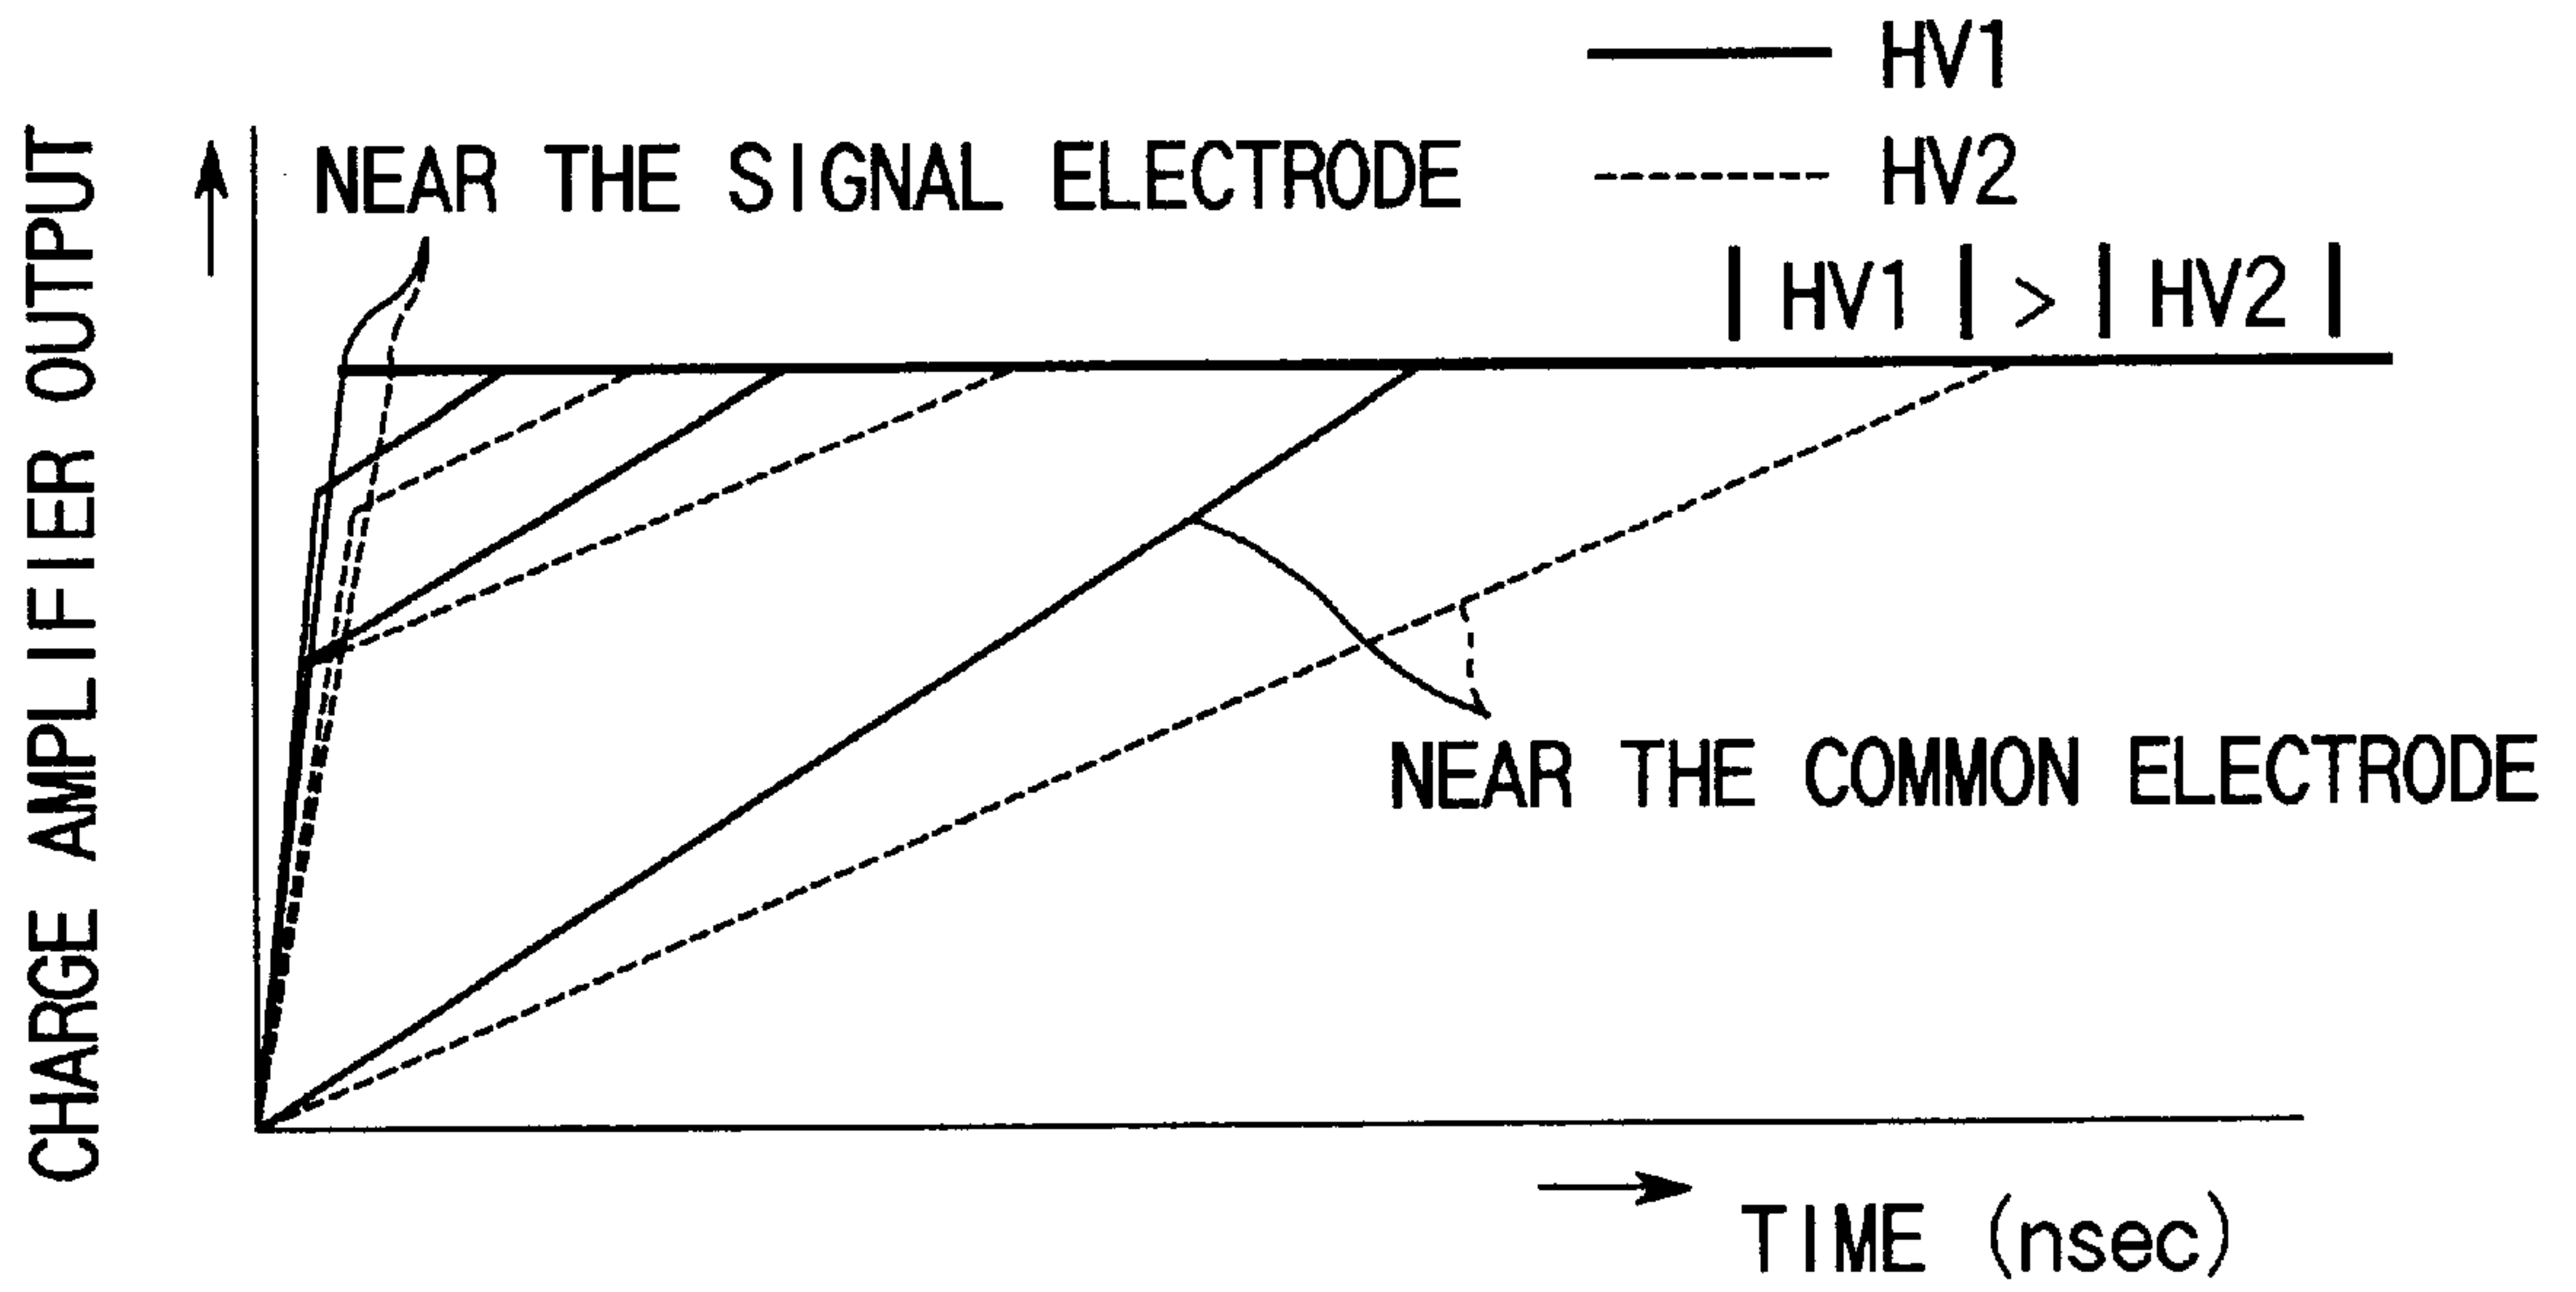 HV1
HV2
| HV1 | > | HV2 |
NEAR THE SIGNAL ELECTRODE
CHARGE AMPLIFIER OUTPUT
NEAR THE COMMON ELECTRODE
TIME (nsec)